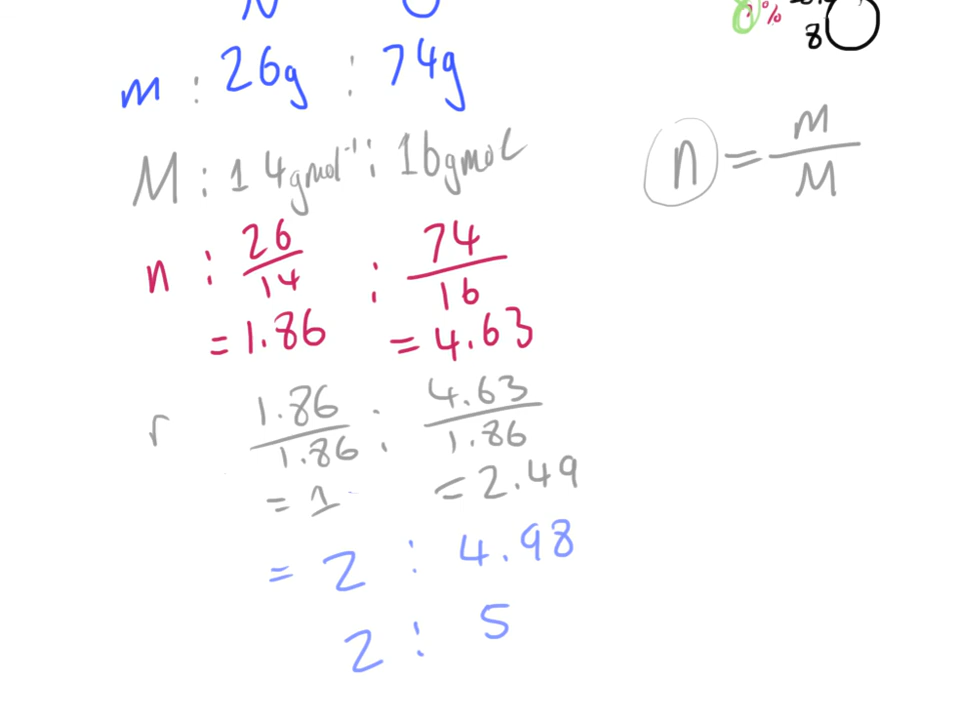 N O
% 8
m : 26g : 74g
M : 14gmol⁻¹ : 16gmol
n = m/M
n : 26/14 : 74/16
= 1.86 = 4.63
r 1.86/1.86 : 4.63/1.86
= 1 = 2.49
= 2 : 4.98
2 : 5